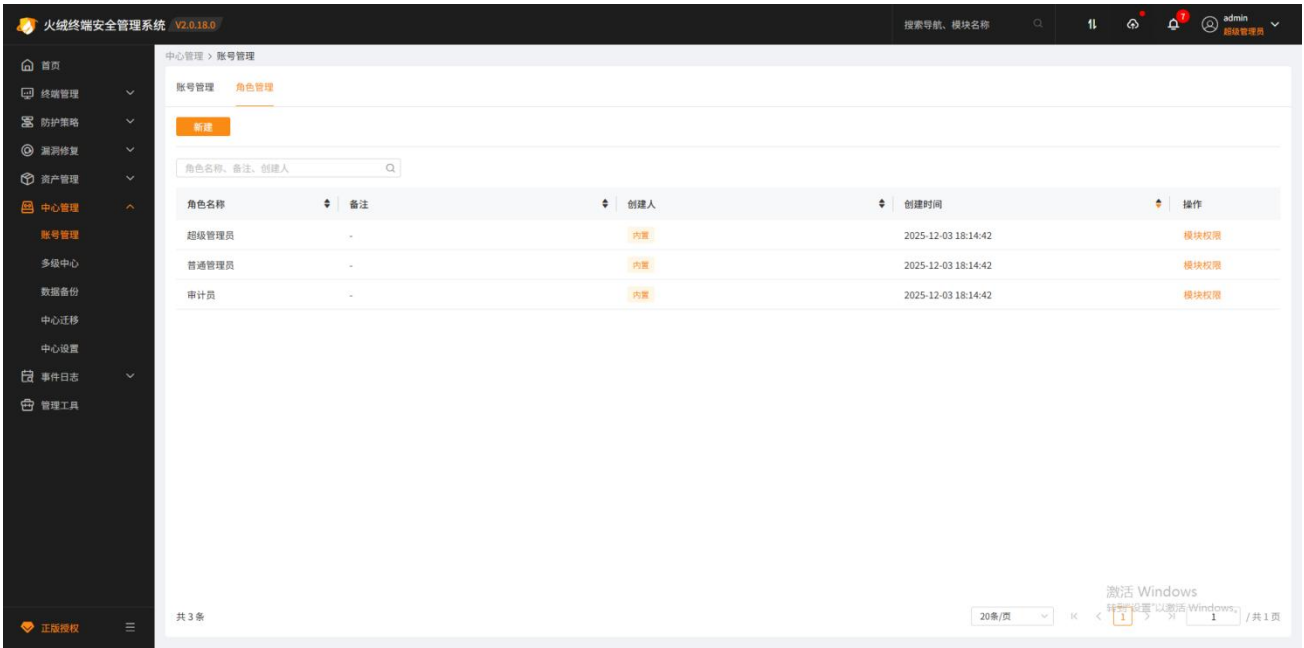 火绒终端安全管理系统 V2.0.18.0 搜索导航、模块名称 7 admin
超级管理员
首页
终端管理
防护策略
漏洞修复
资产管理
中心管理
账号管理
多级中心
数据备份
中心迁移
中心设置
事件日志
管理工具
正版授权
中心管理 > 账号管理
账号管理 角色管理
新建
角色名称、备注、创建人
角色名称 备注 创建人 创建时间 操作
超级管理员 - 内置 2025-12-03 18:14:42 模块权限
普通管理员 - 内置 2025-12-03 18:14:42 模块权限
审计员 - 内置 2025-12-03 18:14:42 模块权限
激活 Windows
转到"设置"以激活 Windows。
共 3 条 20条/页 1 1 / 共 1 页